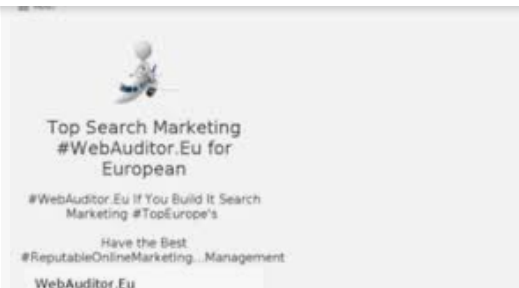 Top Search Marketing
#WebAuditor.Eu for
European
#WebAuditor.Eu If You Build It Search
Marketing #TopEurope's
Have the Best
#ReputableOnlineMarketing...Management
WebAuditor.Eu